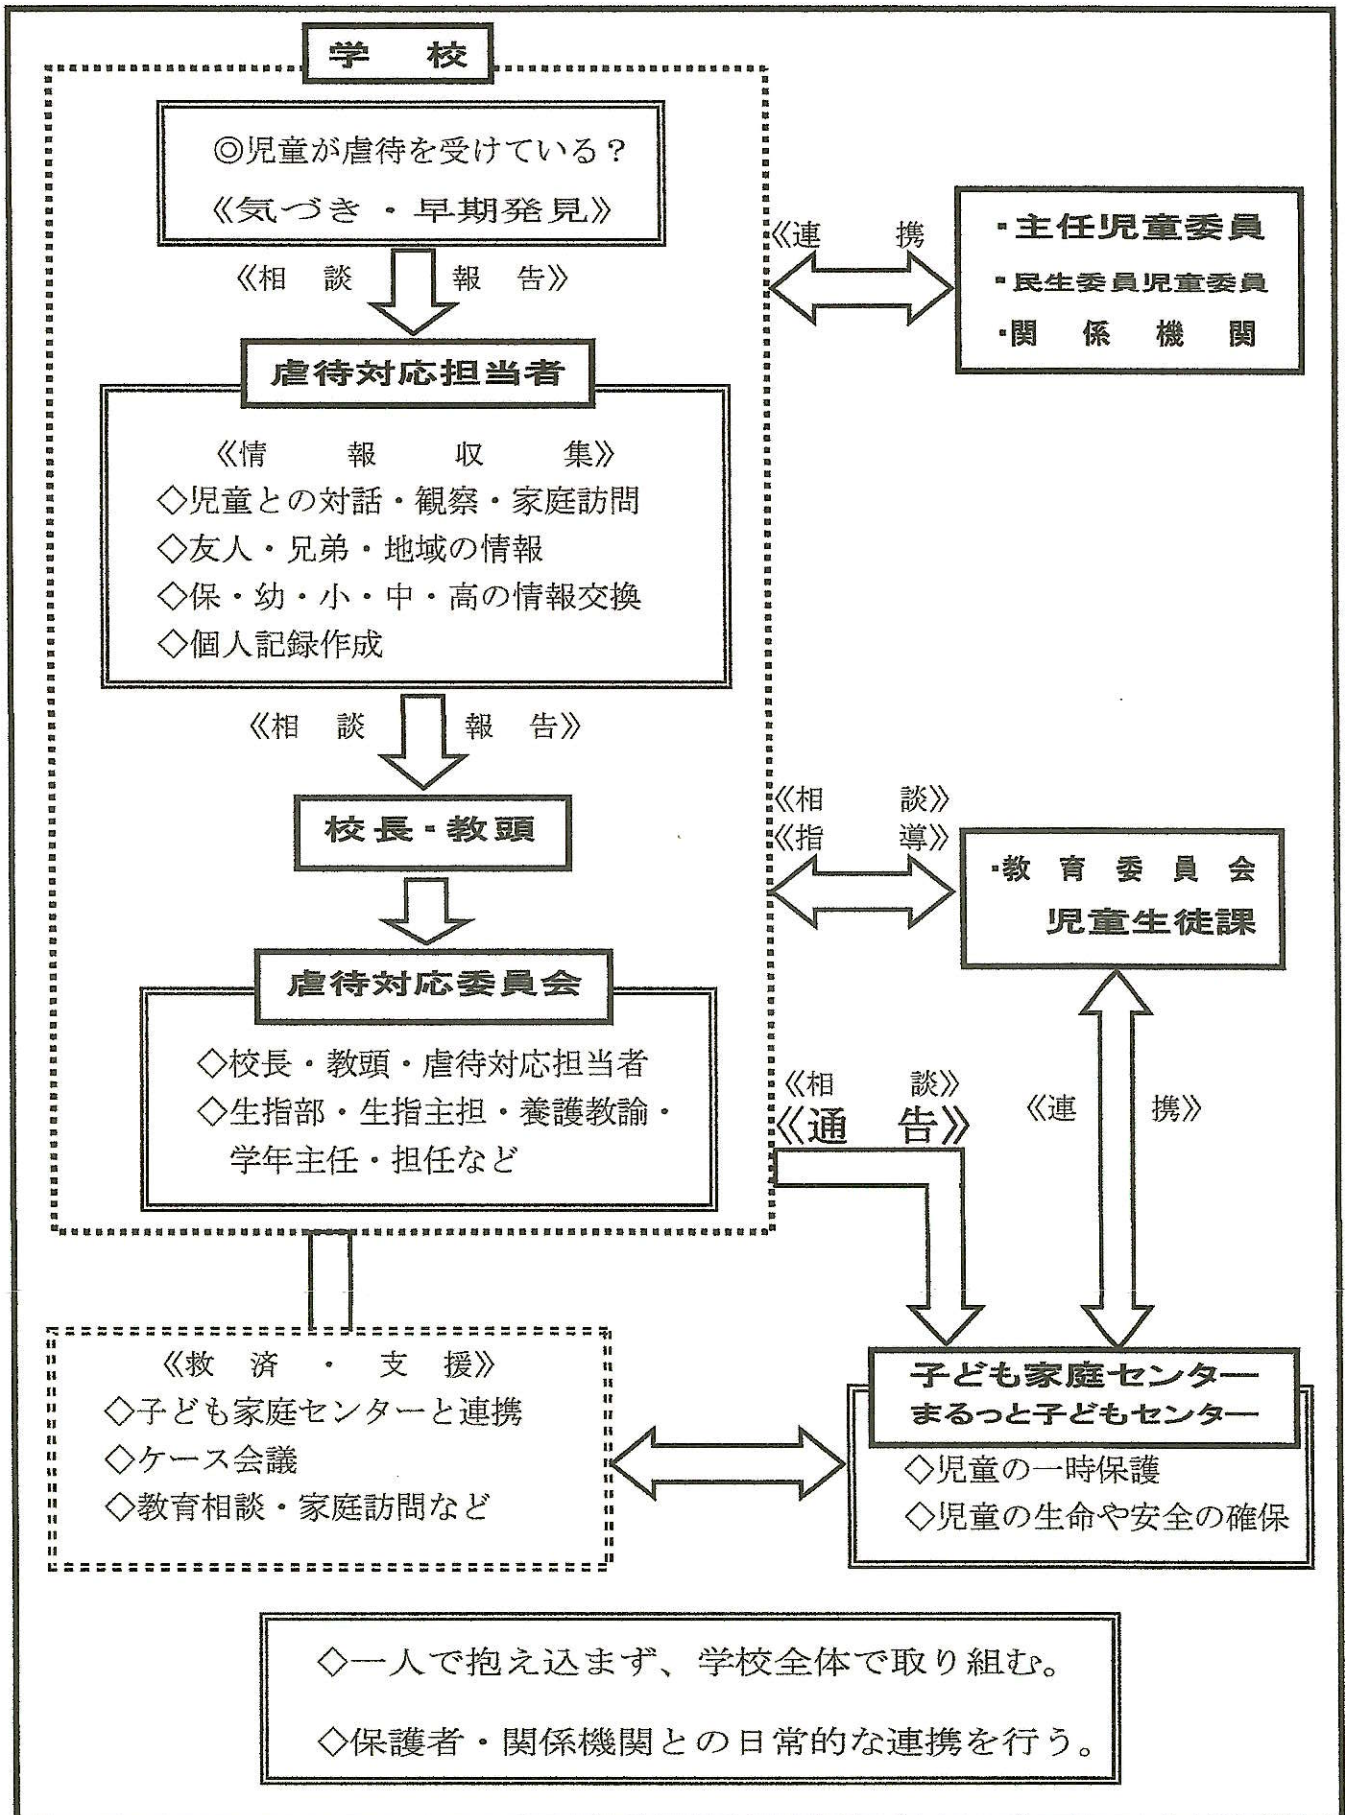 学　校
◎児童が虐待を受けている？
《気づき・早期発見》
《相　談　報　告》
虐待対応担当者
《情　報　収　集》
◇児童との対話・観察・家庭訪問
◇友人・兄弟・地域の情報
◇保・幼・小・中・高の情報交換
◇個人記録作成
《相　談　報　告》
校長・教頭
虐待対応委員会
◇校長・教頭・虐待対応担当者
◇生指部・生指主担・養護教諭・
学年主任・担任など
《連　携
・主任児童委員
・民生委員児童委員
・関　係　機　関
《相　談》
《指　導》
・教　育　委　員　会
児童生徒課
《相　談》
《通　告》
《連　携》
子ども家庭センター
まるっと子どもセンター
◇児童の一時保護
◇児童の生命や安全の確保
《救　済　・　支　援》
◇子ども家庭センターと連携
◇ケース会議
◇教育相談・家庭訪問など
◇一人で抱え込まず、学校全体で取り組む。
◇保護者・関係機関との日常的な連携を行う。